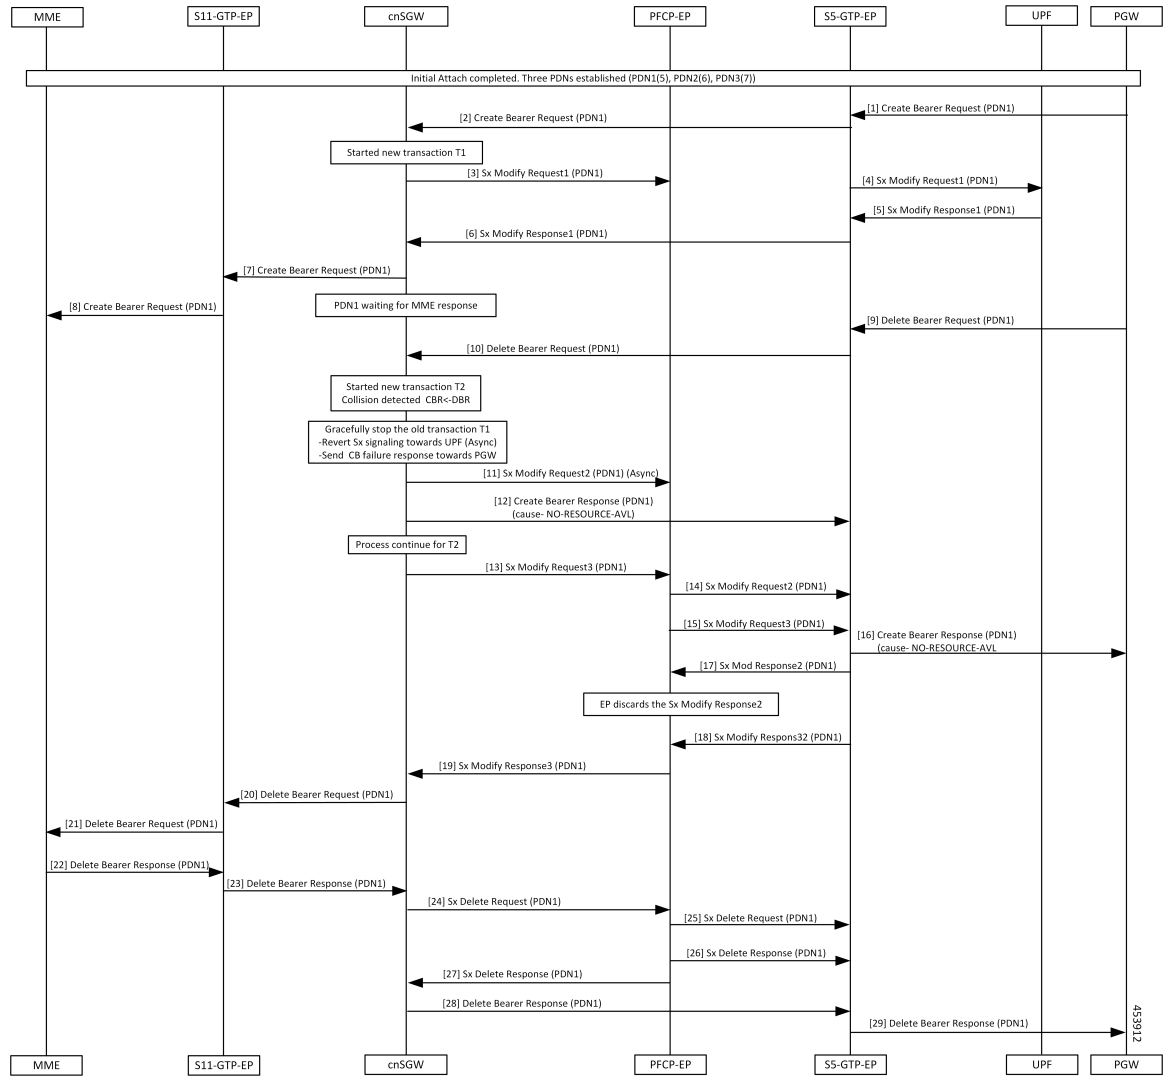 MME S11-GTP-EP cnSGW PFCP-EP S5-GTP-EP UPF PGW
Initial Attach completed. Three PDNs established (PDN1(5), PDN2(6), PDN3(7))
[1] Create Bearer Request (PDN1)
[2] Create Bearer Request (PDN1)
Started new transaction T1
[3] Sx Modify Request1 (PDN1)
[4] Sx Modify Request1 (PDN1)
[5] Sx Modify Response1 (PDN1)
[6] Sx Modify Response1 (PDN1)
[7] Create Bearer Request (PDN1)
PDN1 waiting for MME response
[8] Create Bearer Request (PDN1)
[9] Delete Bearer Request (PDN1)
[10] Delete Bearer Request (PDN1)
Started new transaction T2
Collision detected CBR<-DBR
Gracefully stop the old transaction T1
-Revert Sx signaling towards UPF (Async)
-Send CB failure response towards PGW
[11] Sx Modify Request2 (PDN1) (Async)
[12] Create Bearer Response (PDN1)
(cause- NO-RESOURCE-AVL)
Process continue for T2
[13] Sx Modify Request3 (PDN1)
[14] Sx Modify Request2 (PDN1)
[15] Sx Modify Request3 (PDN1)
[16] Create Bearer Response (PDN1)
(cause- NO-RESOURCE-AVL
[17] Sx Mod Response2 (PDN1)
EP discards the Sx Modify Response2
[18] Sx Modify Respons32 (PDN1)
[19] Sx Modify Response3 (PDN1)
[20] Delete Bearer Request (PDN1)
[21] Delete Bearer Request (PDN1)
[22] Delete Bearer Response (PDN1)
[23] Delete Bearer Response (PDN1)
[24] Sx Delete Request (PDN1)
[25] Sx Delete Request (PDN1)
[26] Sx Delete Response (PDN1)
[27] Sx Delete Response (PDN1)
[28] Delete Bearer Response (PDN1)
[29] Delete Bearer Response (PDN1)
453912
MME S11-GTP-EP cnSGW PFCP-EP S5-GTP-EP UPF PGW